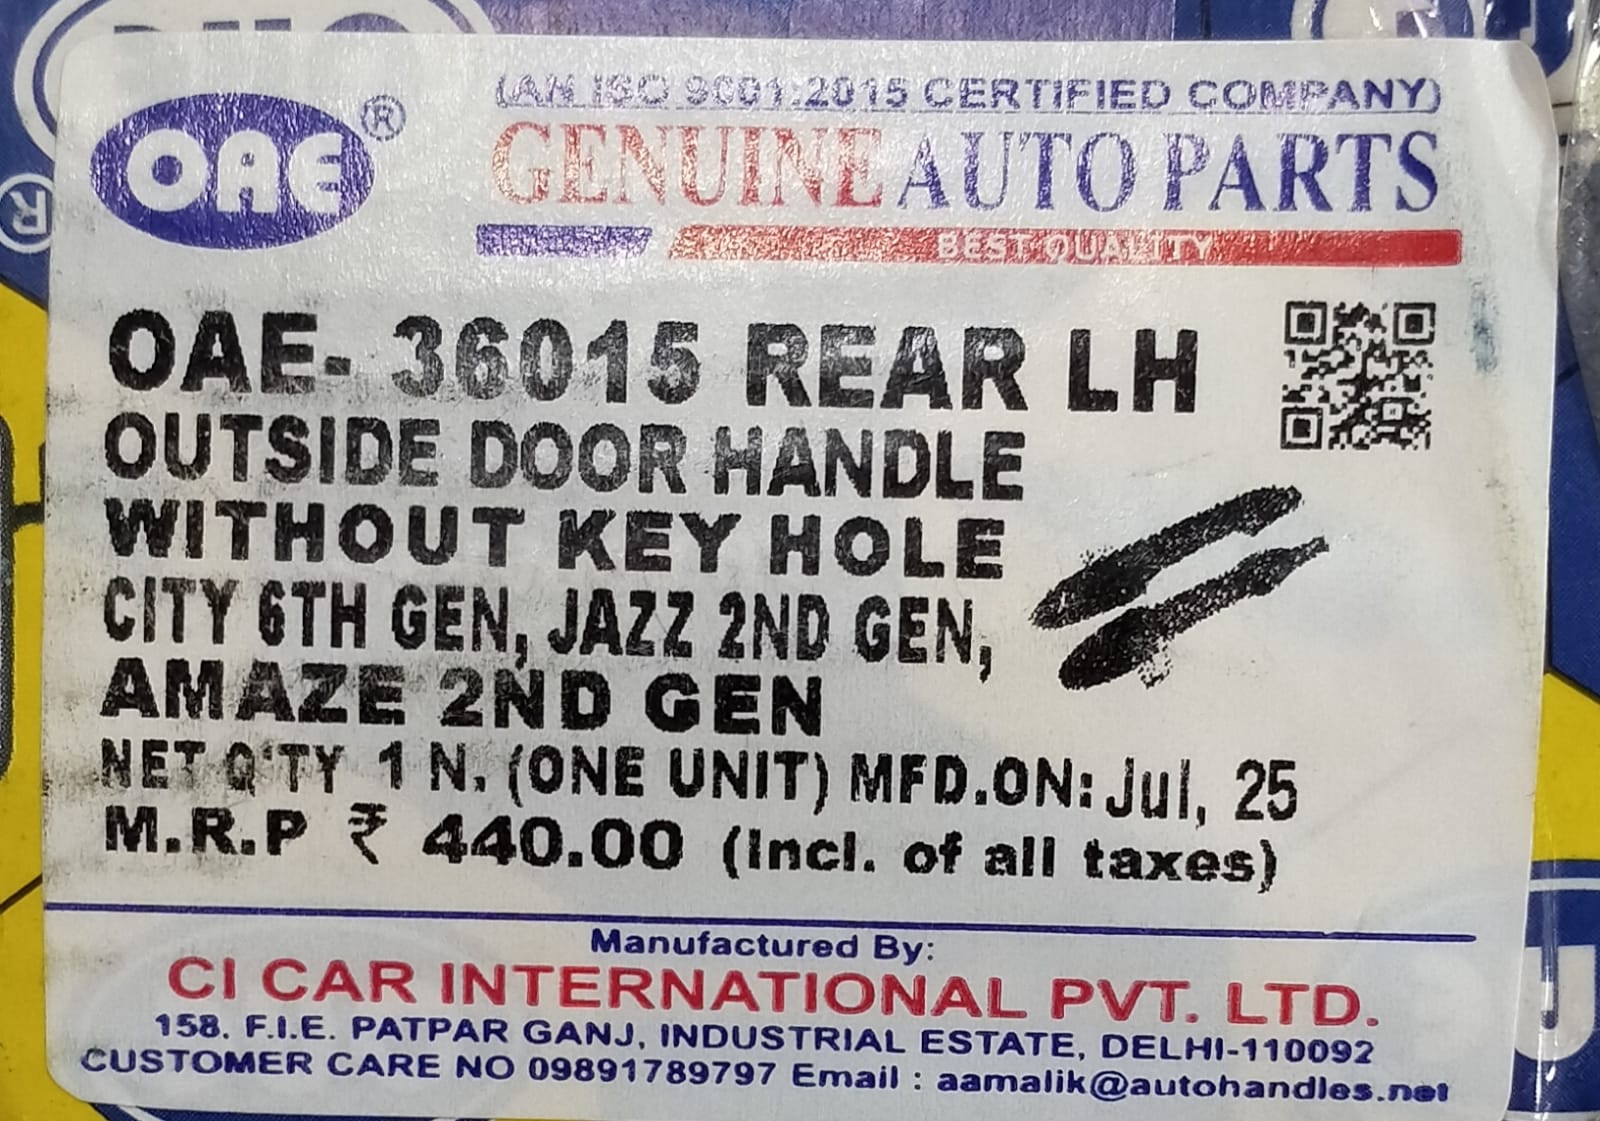 OAE®
(AN ISO 9001:2015 CERTIFIED COMPANY)
GENUINE AUTO PARTS
BEST QUALITY
OAE- 36015 REAR LH
OUTSIDE DOOR HANDLE
WITHOUT KEY HOLE
CITY 6TH GEN, JAZZ 2ND GEN,
AMAZE 2ND GEN
NET Q'TY 1 N. (ONE UNIT) MFD.ON: Jul, 25
M.R.P ₹ 440.00 (Incl. of all taxes)
Manufactured By:
CI CAR INTERNATIONAL PVT. LTD.
158. F.I.E. PATPAR GANJ, INDUSTRIAL ESTATE, DELHI-110092
CUSTOMER CARE NO 09891789797 Email : aamalik@autohandles.net